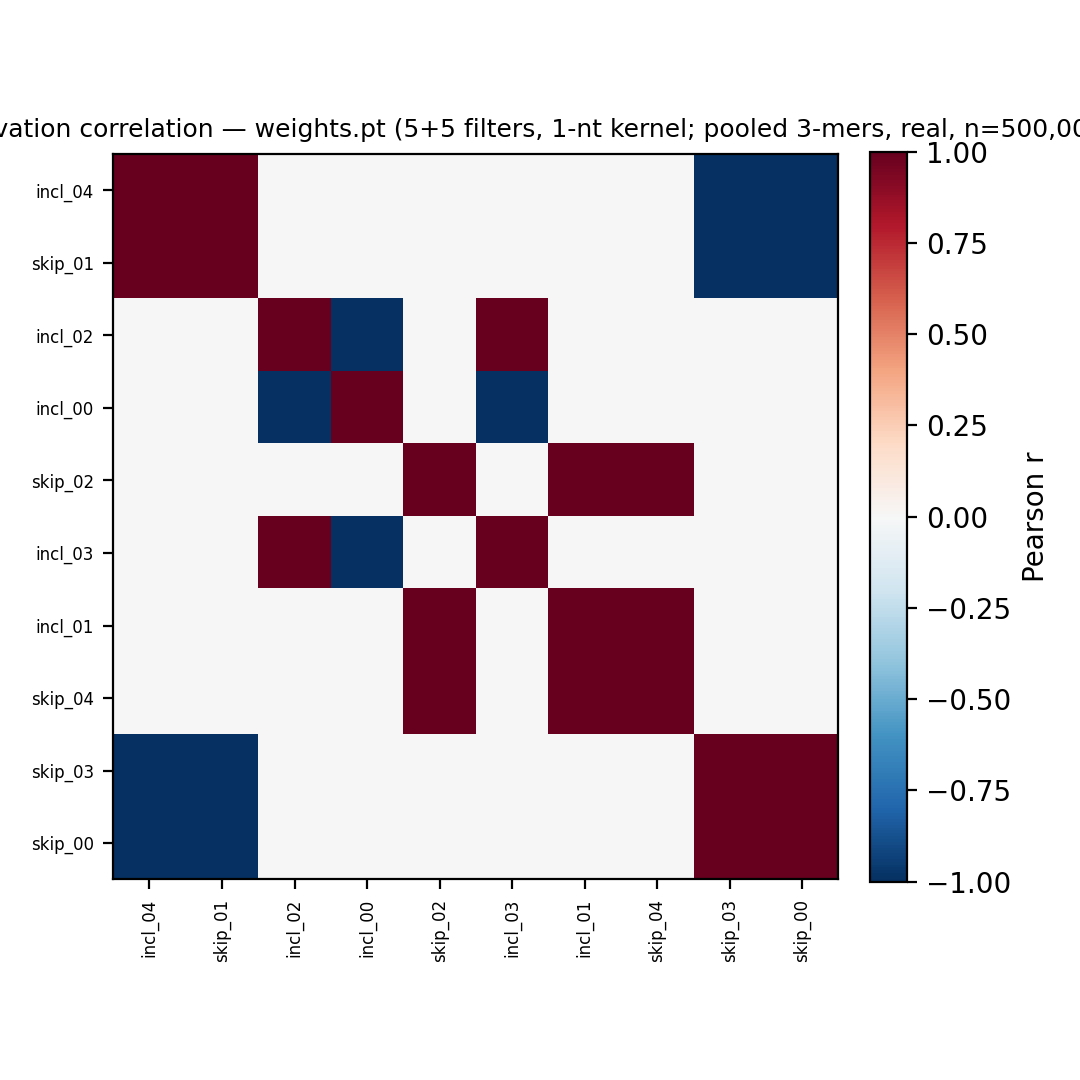 vation correlation — weights.pt (5+5 filters, 1-nt kernel; pooled 3-mers, real, n=500,00
incl_04
skip_01
incl_02
incl_00
skip_02
incl_03
incl_01
skip_04
skip_03
skip_00
incl_04
skip_01
incl_02
incl_00
skip_02
incl_03
incl_01
skip_04
skip_03
skip_00
1.00
0.75
0.50
0.25
0.00
−0.25
−0.50
−0.75
−1.00
Pearson r